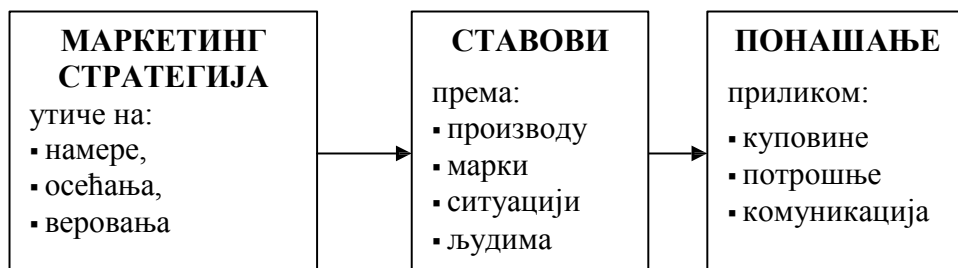 МАРКЕТИНГ
СТРАТЕГИЈА
утиче на:
▪ намере,
▪ осећања,
▪ веровања
СТАВОВИ
према:
▪ производу
▪ марки
▪ ситуацији
▪ људима
ПОНАШАЊЕ
приликом:
▪ куповине
▪ потрошње
▪ комуникација